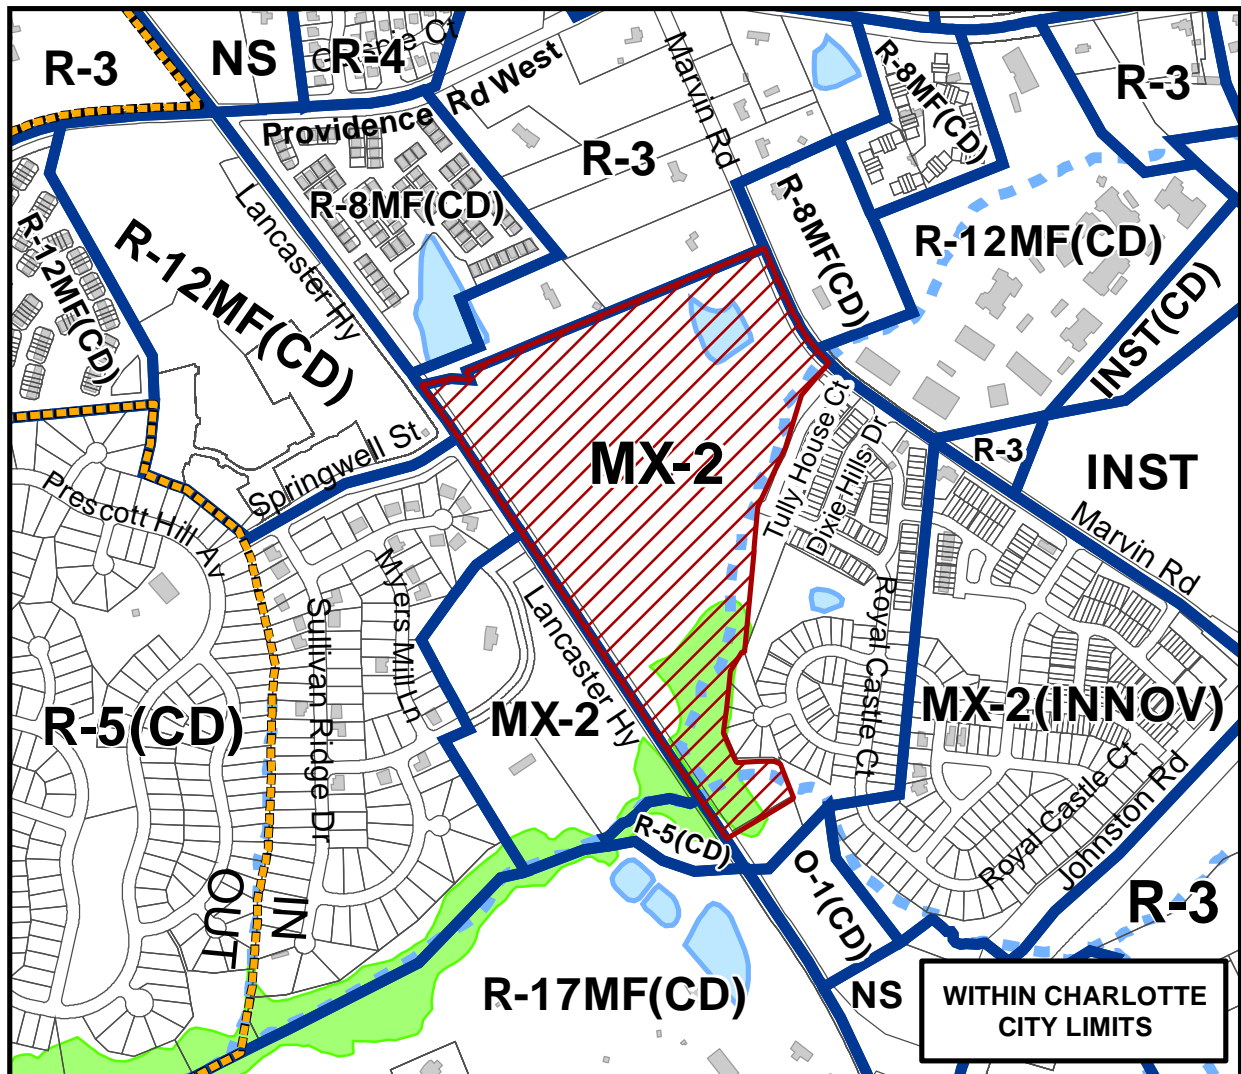 R-3
NS
R-4
Providence Rd West
Marvin Rd
R-8MF(CD)
R-3
R-3
R-8MF(CD)
Lancaster Hy
R-12MF(CD)
R-12MF(CD)
R-8MF(CD)
R-12MF(CD)
INST(CD)
MX-2
Tully House Ct
Dixie Hills Dr
R-3
INST
Marvin Rd
Springwell St
Prescott Hill Av
Myers Mill Ln
Sullivan Ridge Dr
Lancaster Hy
Royal Castle Ct
R-5(CD)
MX-2
MX-2(INNOV)
Royal Castle Ct
Johnston Rd
R-5(CD)
O-1(CD)
R-3
IN
OUT
R-17MF(CD)
NS
WITHIN CHARLOTTE
CITY LIMITS